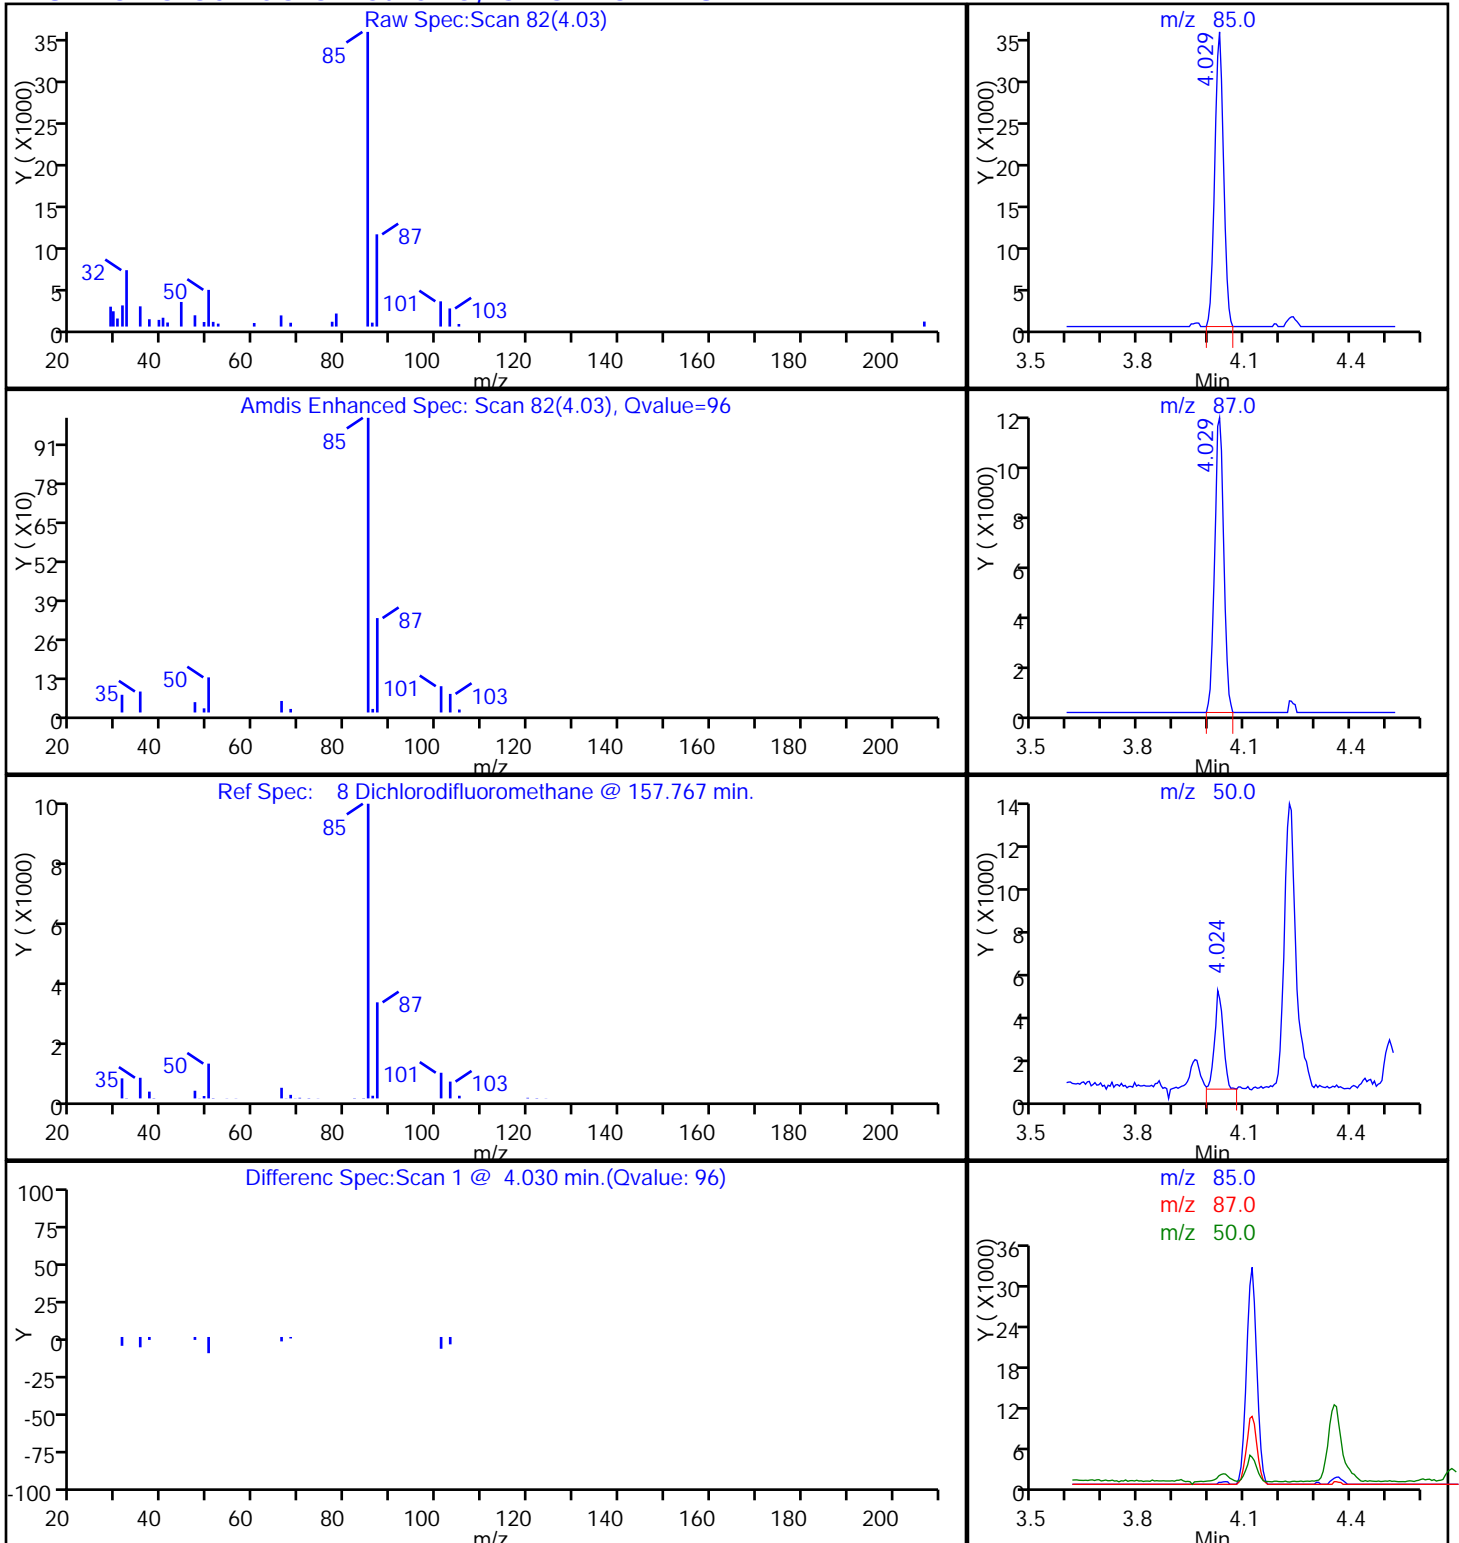 Raw Spec:Scan 82(4.03)
Y ( X1000)
35
30
25
20
15
10
5
0
85
87
32
50
101
103
20 40 60 80 100 120 140 160 180 200
m/z
m/z 85.0
Y ( X1000)
35
30
25
20
15
10
5
0
4.029
3.5 3.8 4.1 4.4
Min
Amdis Enhanced Spec: Scan 82(4.03), Qvalue=96
Y ( X10)
91
78
65
52
39
26
13
0
85
87
35
50
101
103
20 40 60 80 100 120 140 160 180 200
m/z
m/z 87.0
Y ( X1000)
12
10
8
6
4
2
0
4.029
3.5 3.8 4.1 4.4
Min
Ref Spec: 8 Dichlorodifluoromethane @ 157.767 min.
Y ( X1000)
10
8
6
4
2
0
85
87
35
50
101
103
20 40 60 80 100 120 140 160 180 200
m/z
m/z 50.0
Y ( X1000)
14
12
10
8
6
4
2
0
4.024
3.5 3.8 4.1 4.4
Min
Differenc Spec:Scan 1 @ 4.030 min.(Qvalue: 96)
Y
100
75
50
25
0
-25
-50
-75
-100
20 40 60 80 100 120 140 160 180 200
m/z
m/z 85.0
m/z 87.0
m/z 50.0
Y ( X1000)
36
30
24
18
12
6
0
3.5 3.8 4.1 4.4
Min